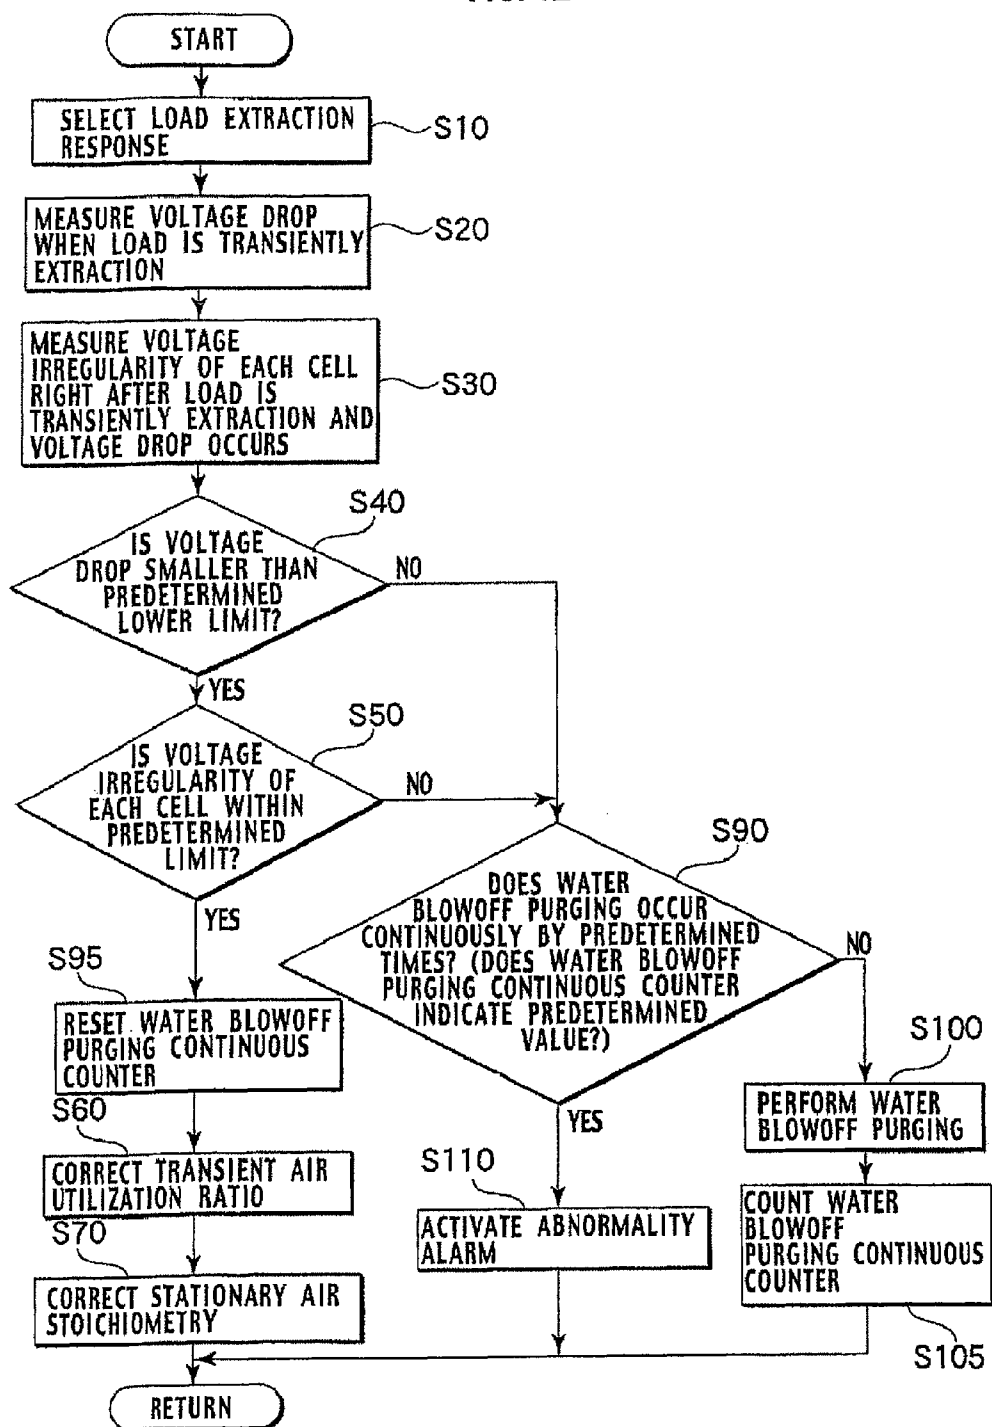 START
SELECT LOAD EXTRACTION
RESPONSE
S10
MEASURE VOLTAGE DROP
WHEN LOAD IS TRANSIENTLY
EXTRACTION
S20
MEASURE VOLTAGE
IRREGULARITY OF EACH CELL
RIGHT AFTER LOAD IS
TRANSIENTLY EXTRACTION AND
VOLTAGE DROP OCCURS
S30
S40
IS VOLTAGE
DROP SMALLER THAN
PREDETERMINED
LOWER LIMIT?
NO
YES
S50
IS VOLTAGE
IRREGULARITY OF
EACH CELL WITHIN
PREDETERMINED
LIMIT?
NO
YES
S90
DOES WATER
BLOWOFF PURGING OCCUR
CONTINUOUSLY BY PREDETERMINED
TIMES? (DOES WATER BLOWOFF
PURGING CONTINUOUS COUNTER
INDICATE PREDETERMINED
VALUE?)
NO
YES
S95
RESET WATER BLOWOFF
PURGING CONTINUOUS
COUNTER
S60
CORRECT TRANSIENT AIR
UTILIZATION RATIO
S70
CORRECT STATIONARY AIR
STOICHIOMETRY
S110
ACTIVATE ABNORMALITY
ALARM
S100
PERFORM WATER
BLOWOFF PURGING
COUNT WATER
BLOWOFF
PURGING CONTINUOUS
COUNTER
S105
RETURN